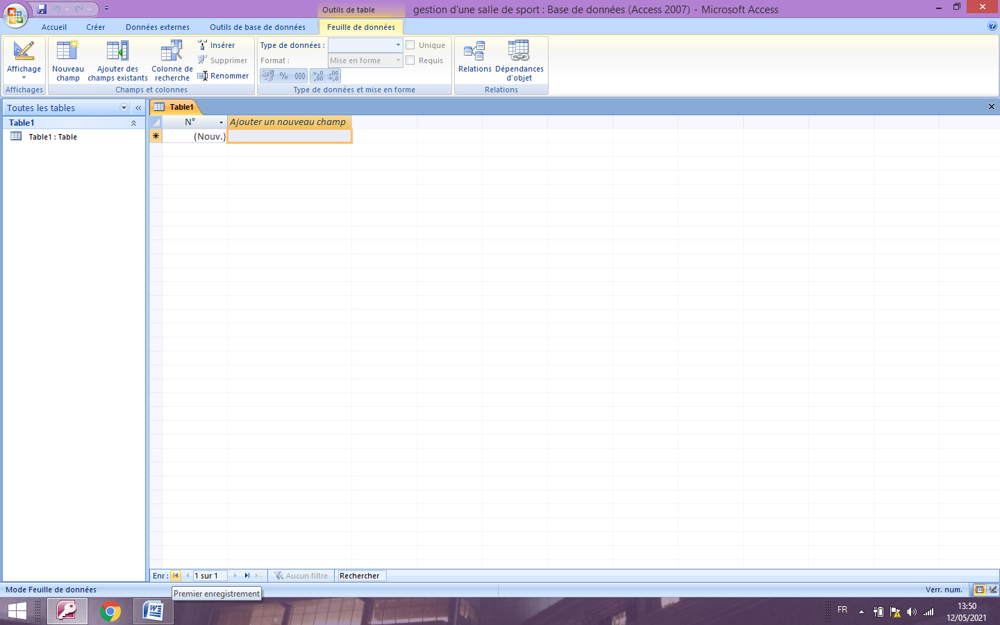 Outils de table
gestion d'une salle de sport : Base de données (Access 2007) - Microsoft Access
Accueil Créer Données externes Outils de base de données Feuille de données
Affichage
Affichages
Nouveau champ
Ajouter des champs existants
Colonne de recherche
Insérer
Supprimer
Renommer
Champs et colonnes
Type de données :
Unique
Format : Mise en forme
Requis
% 000 ,00 ,00
Type de données et mise en forme
Relations
Dépendances d'objet
Relations
Toutes les tables
Table1
Table1 : Table
Table1
N° Ajouter un nouveau champ
(Nouv.)
Enr : 1 sur 1 Aucun filtre Rechercher
Mode Feuille de données
Verr. num.
Premier enregistrement
FR
13:50
12/05/2021